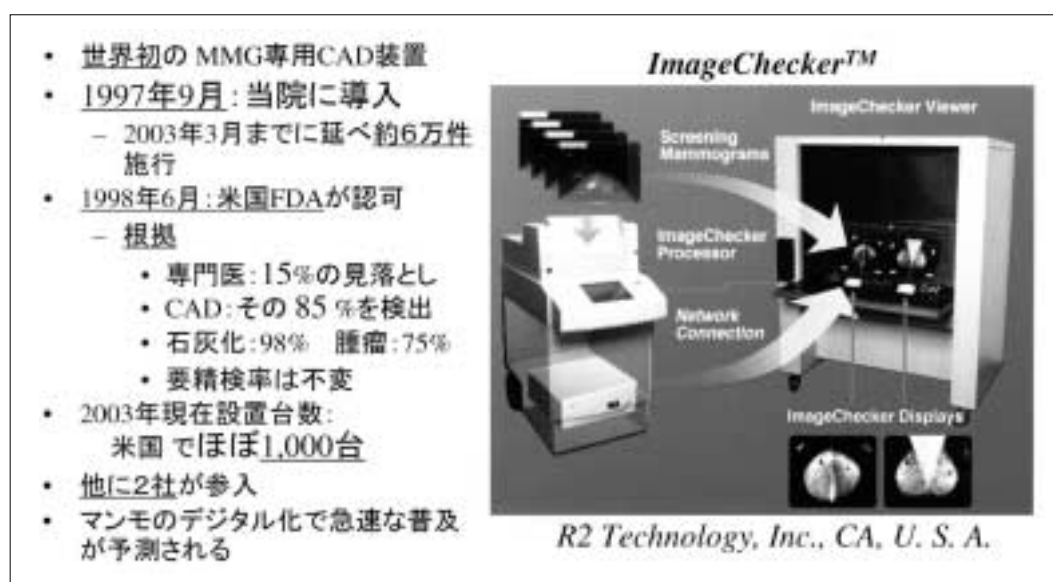 • 世界初の MMG専用CAD装置
• 1997年9月：当院に導入
– 2003年3月までに延べ約6万件
施行
• 1998年6月：米国FDAが認可
– 根拠
• 専門医：15%の見落とし
• CAD：その 85 %を検出
• 石灰化：98%　腫瘤：75%
• 要精検率は不変
• 2003年現在設置台数：
米国 でほぼ1,000台
• 他に2社が参入
• マンモのデジタル化で急速な普及
が予測される
ImageChecker™
ImageChecker Viewer
Screening
Mammograms
ImageChecker
Processor
Network
Connection
ImageChecker Displays
R2 Technology, Inc., CA, U. S. A.